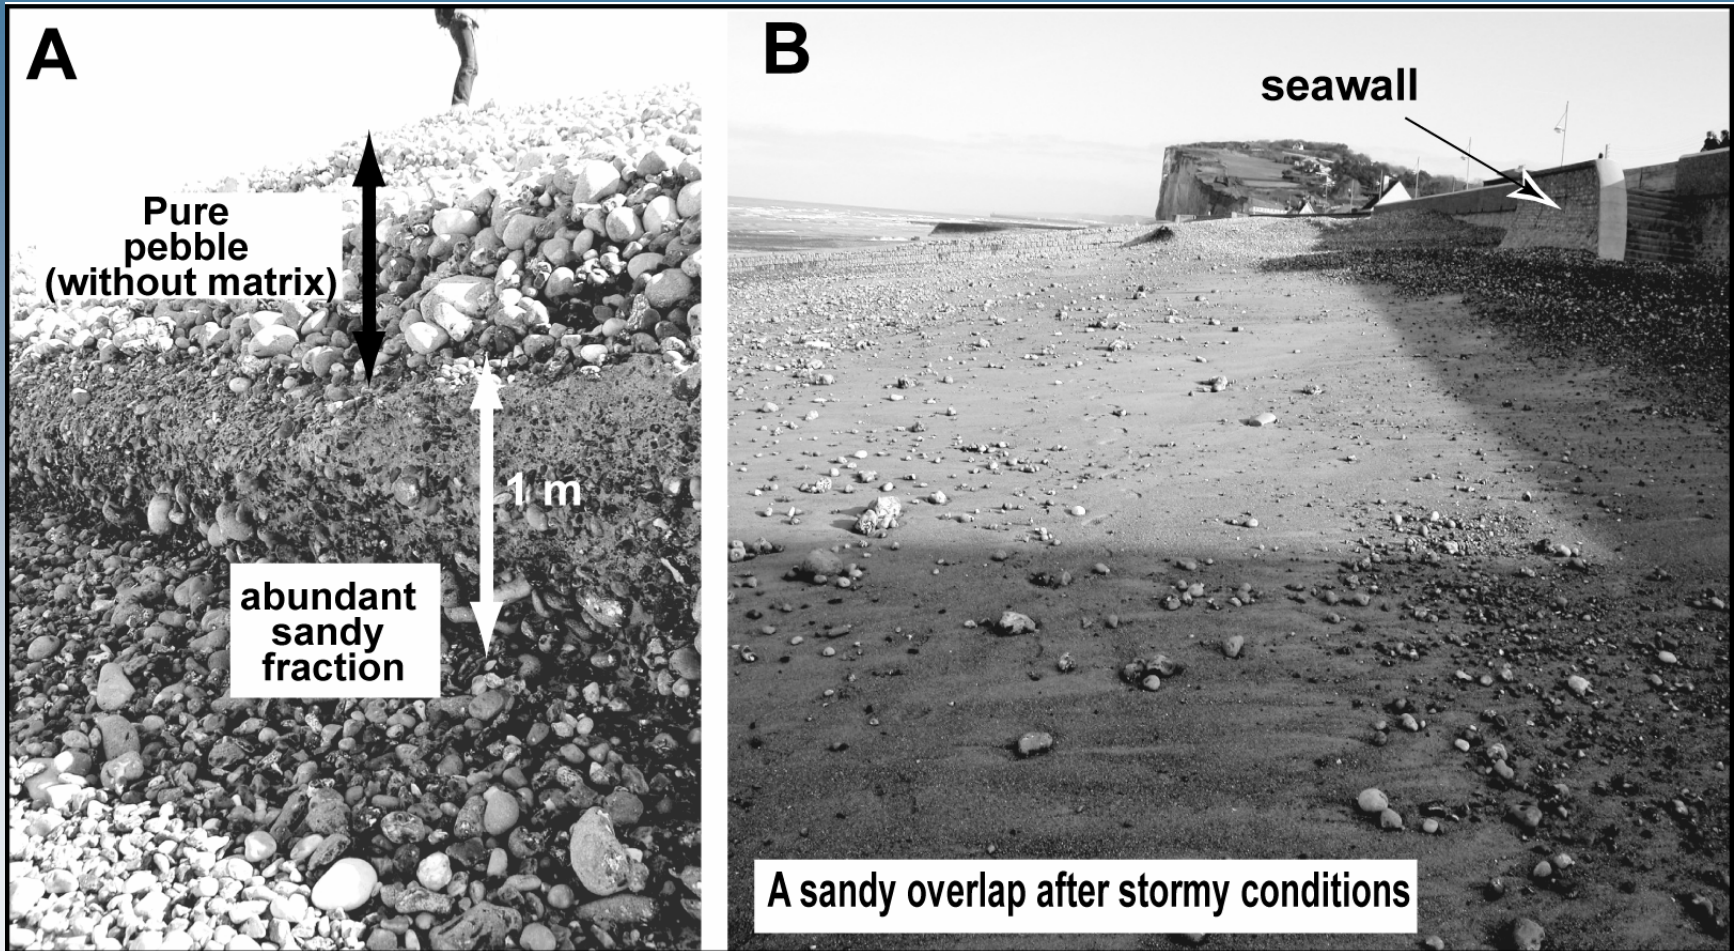 A
Pure
pebble
(without matrix)
1 m
abundant
sandy
fraction
B
seawall
A sandy overlap after stormy conditions